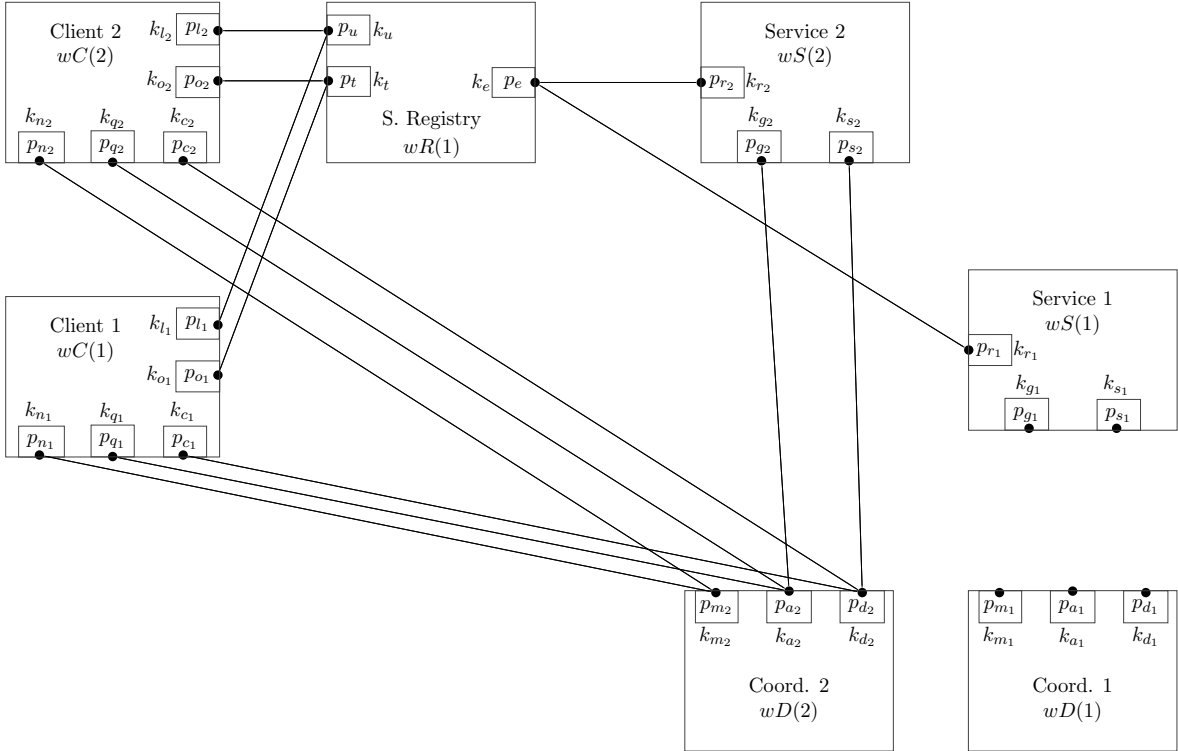 Client 2
wC(2)
k_{l_2} p_{l_2}
k_{o_2} p_{o_2}
k_{n_2} k_{q_2} k_{c_2}
p_{n_2} p_{q_2} p_{c_2}
p_u k_u
p_t k_t
k_e p_e
S. Registry
wR(1)
Service 2
wS(2)
p_{r_2} k_{r_2}
k_{g_2} k_{s_2}
p_{g_2} p_{s_2}
Client 1
wC(1)
k_{l_1} p_{l_1}
k_{o_1} p_{o_1}
k_{n_1} k_{q_1} k_{c_1}
p_{n_1} p_{q_1} p_{c_1}
Service 1
wS(1)
p_{r_1} k_{r_1}
k_{g_1} k_{s_1}
p_{g_1} p_{s_1}
p_{m_2} p_{a_2} p_{d_2}
k_{m_2} k_{a_2} k_{d_2}
Coord. 2
wD(2)
p_{m_1} p_{a_1} p_{d_1}
k_{m_1} k_{a_1} k_{d_1}
Coord. 1
wD(1)